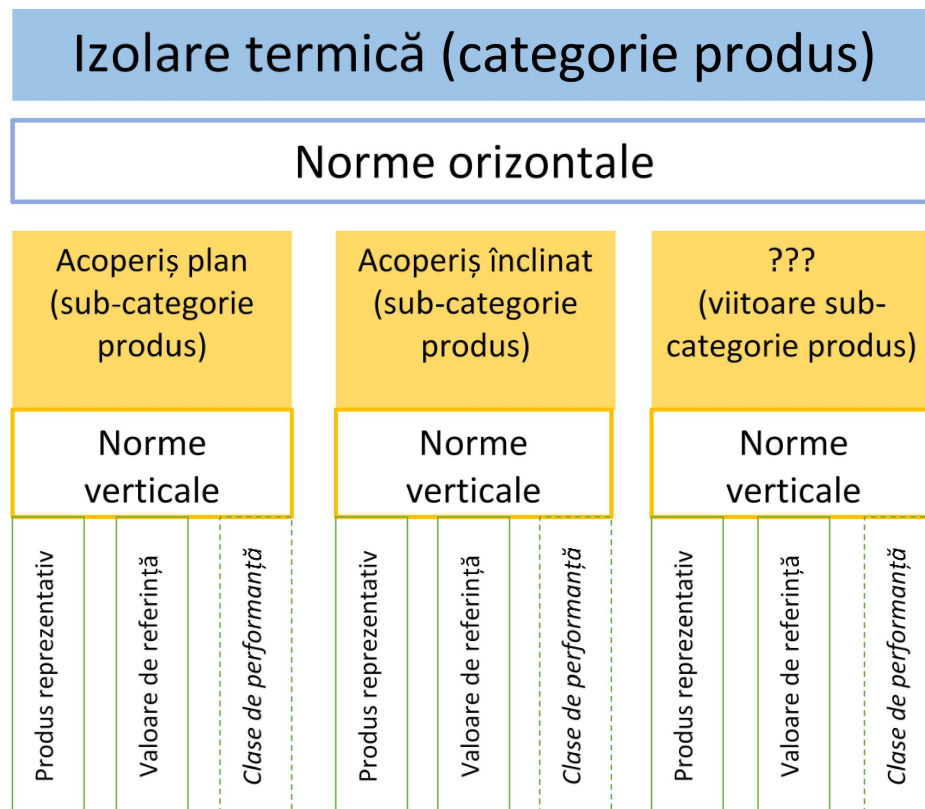 Izolare termică (categorie produs)
Norme orizontale
Acoperiș plan
(sub-categorie
produs)
Acoperiș înclinat
(sub-categorie
produs)
???
(viitoare sub-
categorie produs)
Norme
verticale
Norme
verticale
Norme
verticale
Produs reprezentativ
Valoare de referință
Clase de performanță
Produs reprezentativ
Valoare de referință
Clase de performanță
Produs reprezentativ
Valoare de referință
Clase de performanță